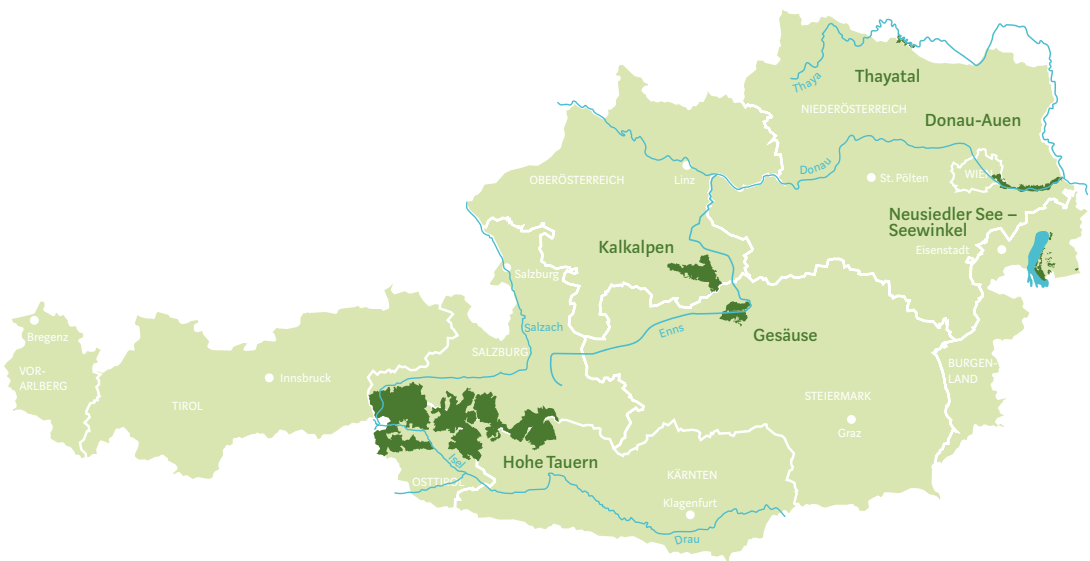 Thaya
Thayatal
NIEDERÖSTERREICH
Donau-Auen
Donau
St. Pölten
WIEN
OBERÖSTERREICH
Linz
Neusiedler See –
Seewinkel
Eisenstadt
Kalkalpen
Salzburg
Salzach
Enns
Gesäuse
Bregenz
VOR-
ARLBERG
SALZBURG
BURGEN-
LAND
Innsbruck
TIROL
STEIERMARK
Graz
Isel
Hohe Tauern
OSTTIROL
KÄRNTEN
Klagenfurt
Drau